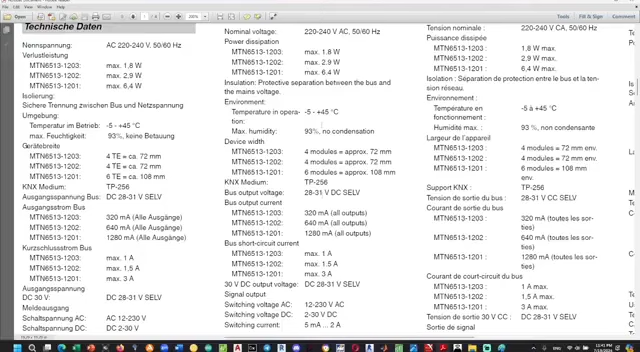 Window Help
Open
200%
Tools
Fill & Sign
Comment
Technische Daten
Nennspannung: AC 220-240 V, 50/60 Hz
Verlustleistung
MTN6513-1203: max. 1,8 W
MTN6513-1202: max. 2,9 W
MTN6513-1201: max. 6,4 W
Isolierung:
Sichere Trennung zwischen Bus und Netzspannung
Umgebung:
Temperatur im Betrieb: -5 - +45 °C
max. Feuchtigkeit: 93%, keine Betauung
Gerätebreite
MTN6513-1203: 4 TE = ca. 72 mm
MTN6513-1202: 4 TE = ca. 72 mm
MTN6513-1201: 6 TE = ca. 108 mm
KNX Medium: TP-256
Ausgangsspannung Bus: DC 28-31 V SELV
Ausgangsstrom Bus
MTN6513-1203: 320 mA (Alle Ausgänge)
MTN6513-1202: 640 mA (Alle Ausgänge)
MTN6513-1201: 1280 mA (Alle Ausgänge)
Kurzschlussstrom Bus
MTN6513-1203: max. 1 A
MTN6513-1202: max. 1,5 A
MTN6513-1201: max. 3 A
Ausgangsspannung
DC 30 V: DC 28-31 V SELV
Meldeausgang
Schaltspannung AC: AC 12-230 V
Schaltspannung DC: DC 2-30 V
Nominal voltage: 220-240 V AC, 50/60 Hz
Power dissipation
MTN6513-1203: max. 1.8 W
MTN6513-1202: max. 2.9 W
MTN6513-1201: max. 6.4 W
Insulation: Protective separation between the bus and
the mains voltage.
Environment:
Temperature in opera- -5 - +45 °C
tion:
Max. humidity: 93%, no condensation
Device width
MTN6513-1203: 4 modules = approx. 72 mm
MTN6513-1202: 4 modules = approx. 72 mm
MTN6513-1201: 6 modules = approx. 108 mm
KNX Medium: TP-256
Bus output voltage: 28-31 V DC SELV
Bus output current
MTN6513-1203: 320 mA (all outputs)
MTN6513-1202: 640 mA (all outputs)
MTN6513-1201: 1280 mA (all outputs)
Bus short-circuit current
MTN6513-1203: max. 1 A
MTN6513-1202: max. 1.5 A
MTN6513-1201: max. 3 A
30 V DC output voltage: DC 28-31 V SELV
Signal output
Switching voltage AC: 12-230 V AC
Switching voltage DC: 2-30 V DC
Switching current: 5 mA ... 2 A
Tension nominale : 220-240 V CA, 50/60 Hz
Puissance dissipée
MTN6513-1203 : 1,8 W max.
MTN6513-1202 : 2,9 W max.
MTN6513-1201 : 6,4 W max.
Isolation : Séparation de protection entre le bus et la ten-
sion réseau.
Environnement :
Température en -5 à +45 °C
fonctionnement :
Humidite max. : 93 %, non condensante
Largeur de l'appareil
MTN6513-1203 : 4 modules = 72 mm env.
MTN6513-1202 : 4 modules = 72 mm env.
MTN6513-1201 : 6 modules = 108 mm
env.
Support KNX : TP-256
Tension de sortie du bus : 28-31 V CC SELV
Courant de sortie du bus
MTN6513-1203 : 320 mA (toutes les sor-
ties)
MTN6513-1202 : 640 mA (toutes les sor-
ties)
MTN6513-1201 : 1280 mA (toutes les sor-
ties)
Courant de court-circuit du bus
MTN6513-1203 : 1 A max.
MTN6513-1202 : 1,5 A max.
MTN6513-1201 : 3 A max.
Tension de sortie 30 V CC : DC 28-31 V SELV
Sortie de signal
ENG
11:41 PM